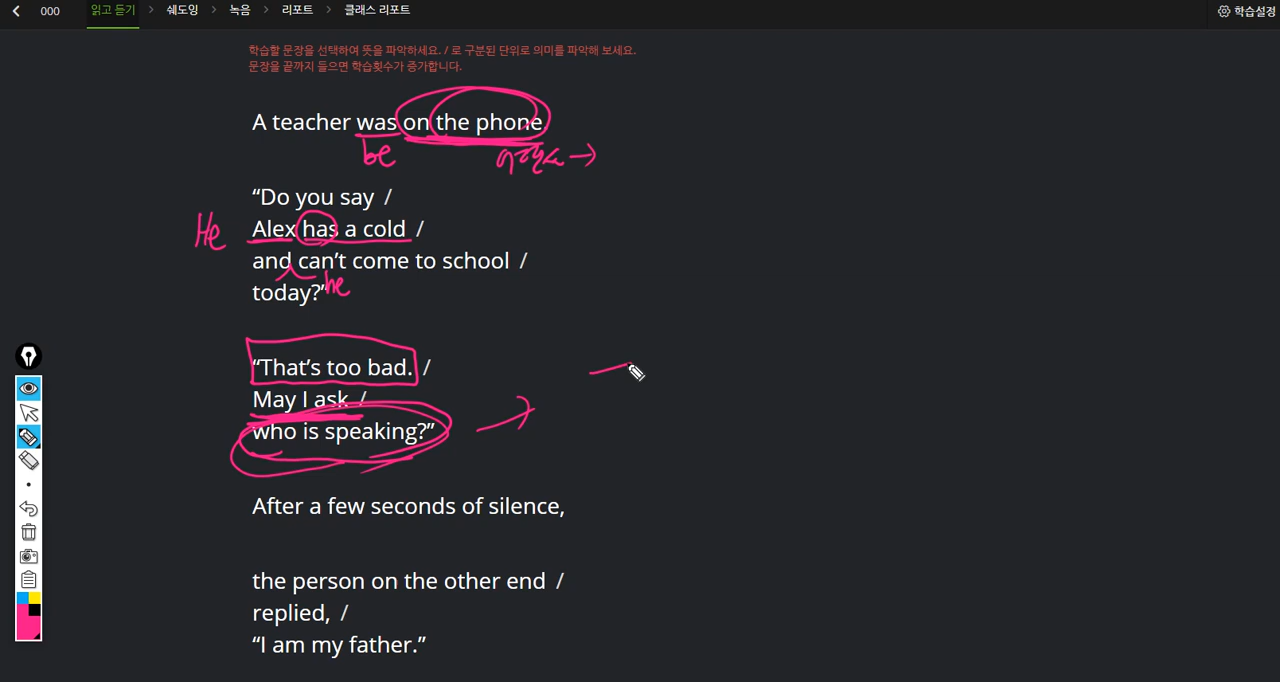 000 읽고 듣기 > 쉐도잉 > 녹음 > 리포트 > 클래스 리포트 학습설정
학습할 문장을 선택하여 뜻을 파악하세요. / 로 구분된 단위로 의미를 파악해 보세요.
문장을 끝까지 들으면 학습횟수가 증가합니다.
A teacher was on the phone.
be
“Do you say /
He Alex has a cold /
and can’t come to school /
today?” he
“That’s too bad. /
May I ask /
who is speaking?”
After a few seconds of silence,
the person on the other end /
replied, /
“I am my father.”